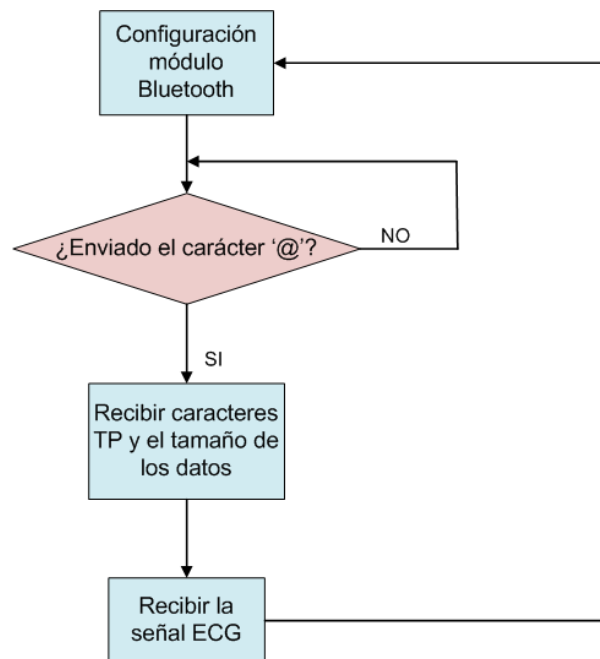 Configuración
módulo
Bluetooth
¿Enviado el carácter ‘@’?
NO
SI
Recibir caracteres
TP y el tamaño de
los datos
Recibir la
señal ECG